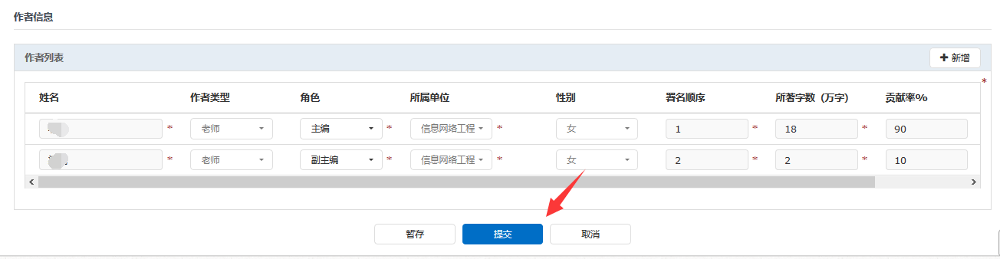 作者信息
作者列表
新增
*
姓名 作者类型 角色 所属单位 性别 署名顺序 所著字数（万字） 贡献率%
* 老师 主编 * 信息网络工程 * 女 1 * 18 * 90
* 老师 副主编 * 信息网络工程 * 女 2 * 2 * 10
暂存 提交 取消